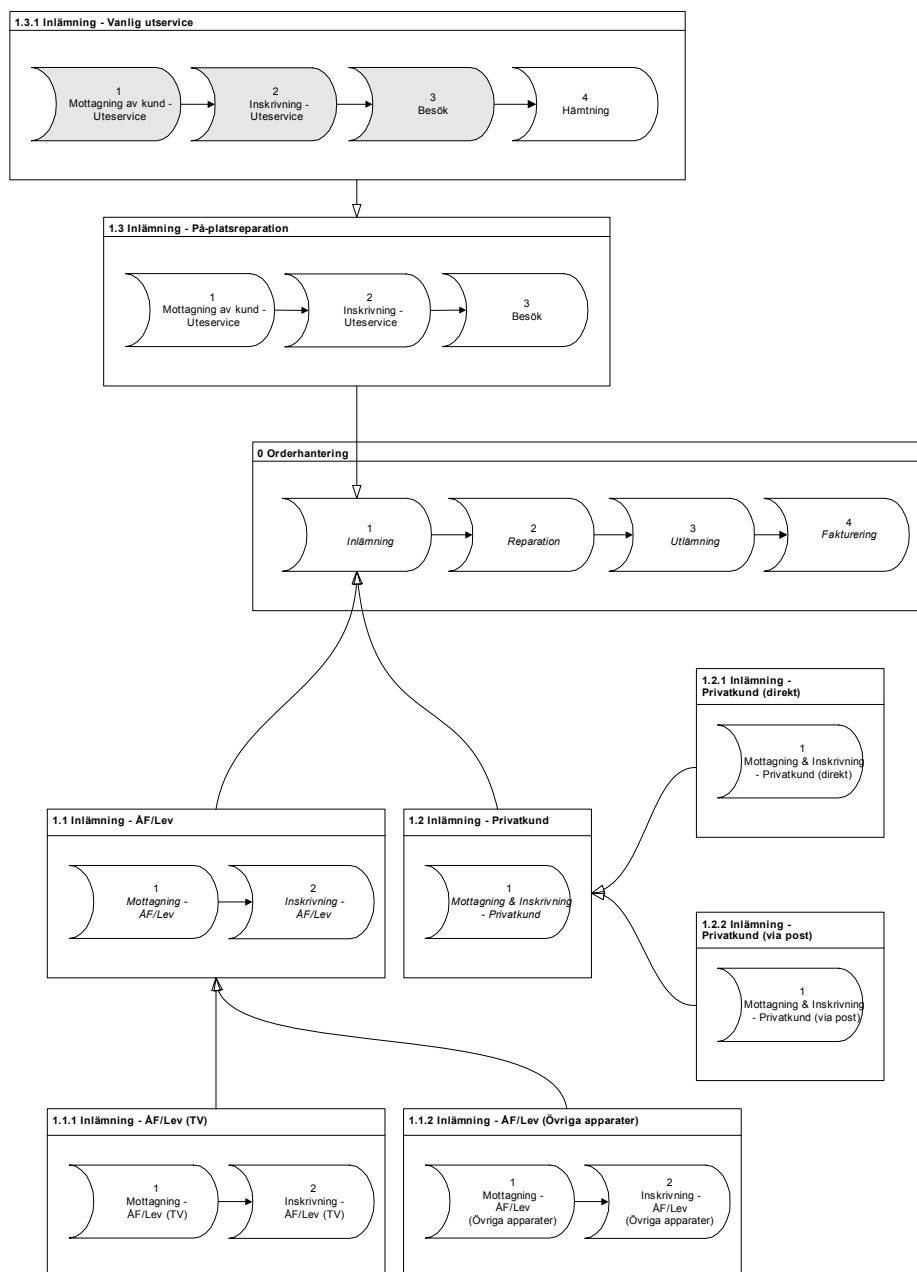 1.3.1 Inlämning - Vanlig utservice
1
Mottagning av kund -
Uteservice
2
Inskrivning -
Uteservice
3
Besök
4
Hämtning
1.3 Inlämning - På-platsreparation
1
Mottagning av kund -
Uteservice
2
Inskrivning -
Uteservice
3
Besök
0 Orderhantering
1
Inlämning
2
Reparation
3
Utlämning
4
Fakturering
1.2.1 Inlämning -
Privatkund (direkt)
1
Mottagning & Inskrivning
- Privatkund (direkt)
1.1 Inlämning - ÅF/Lev
1
Mottagning -
ÅF/Lev
2
Inskrivning -
ÅF/Lev
1.2 Inlämning - Privatkund
1
Mottagning & Inskrivning
- Privatkund
1.2.2 Inlämning -
Privatkund (via post)
1
Mottagning & Inskrivning
- Privatkund (via post)
1.1.1 Inlämning - ÅF/Lev (TV)
1
Mottagning -
ÅF/Lev (TV)
2
Inskrivning -
ÅF/Lev (TV)
1.1.2 Inlämning - ÅF/Lev (Övriga apparater)
1
Mottagning -
ÅF/Lev
(Övriga apparater)
2
Inskrivning -
ÅF/Lev
(Övriga apparater)